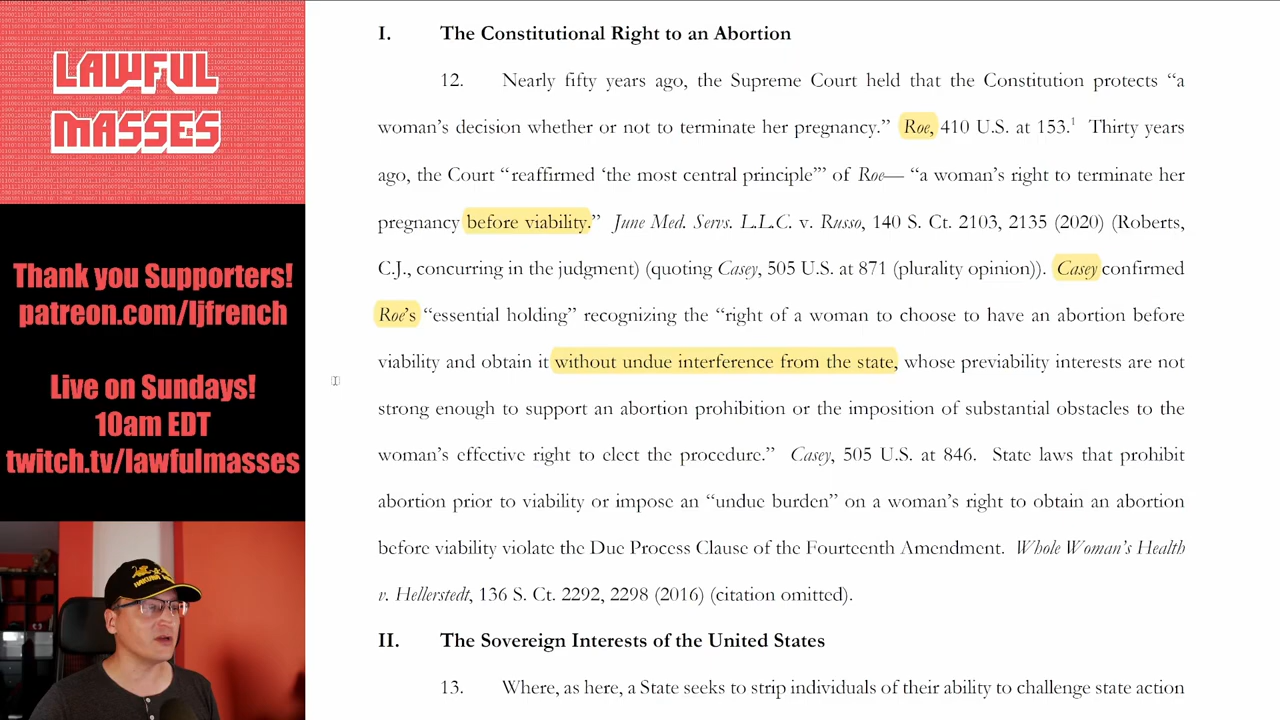 LAWFUL
MASSES
Thank you Supporters!
patreon.com/ljfrench
Live on Sundays!
10am EDT
twitch.tv/lawfulmasses
I. The Constitutional Right to an Abortion
12. Nearly fifty years ago, the Supreme Court held that the Constitution protects “a
woman’s decision whether or not to terminate her pregnancy.” Roe, 410 U.S. at 153.1 Thirty years
ago, the Court “reaffirmed ‘the most central principle’” of Roe— “a woman’s right to terminate her
pregnancy before viability.” June Med. Servs. L.L.C. v. Russo, 140 S. Ct. 2103, 2135 (2020) (Roberts,
C.J., concurring in the judgment) (quoting Casey, 505 U.S. at 871 (plurality opinion)). Casey confirmed
Roe’s “essential holding” recognizing the “right of a woman to choose to have an abortion before
viability and obtain it without undue interference from the state, whose previability interests are not
strong enough to support an abortion prohibition or the imposition of substantial obstacles to the
woman’s effective right to elect the procedure.” Casey, 505 U.S. at 846. State laws that prohibit
abortion prior to viability or impose an “undue burden” on a woman’s right to obtain an abortion
before viability violate the Due Process Clause of the Fourteenth Amendment. Whole Woman’s Health
v. Hellerstedt, 136 S. Ct. 2292, 2298 (2016) (citation omitted).
II. The Sovereign Interests of the United States
13. Where, as here, a State seeks to strip individuals of their ability to challenge state action